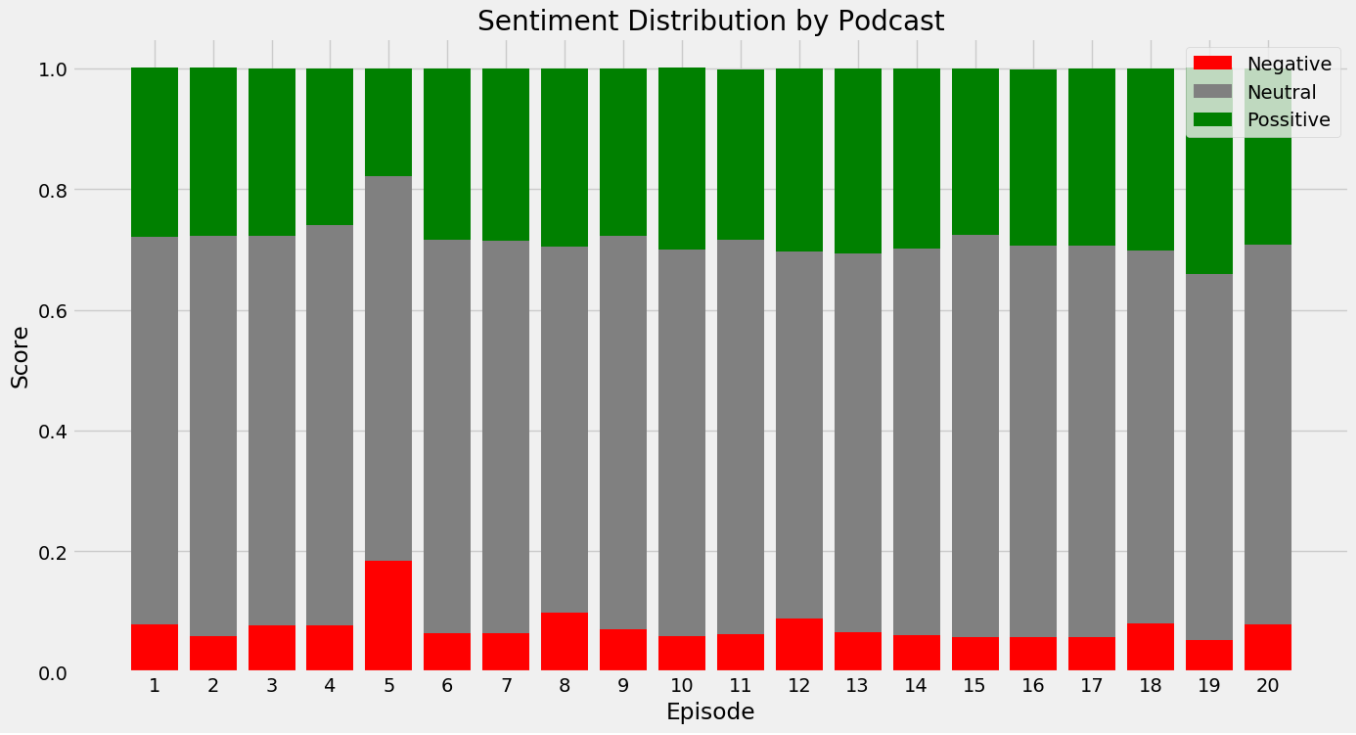 Sentiment Distribution by Podcast
Negative
Neutral
Possitive
1.0
0.8
0.6
0.4
0.2
0.0
Score
1 2 3 4 5 6 7 8 9 10 11 12 13 14 15 16 17 18 19 20
Episode